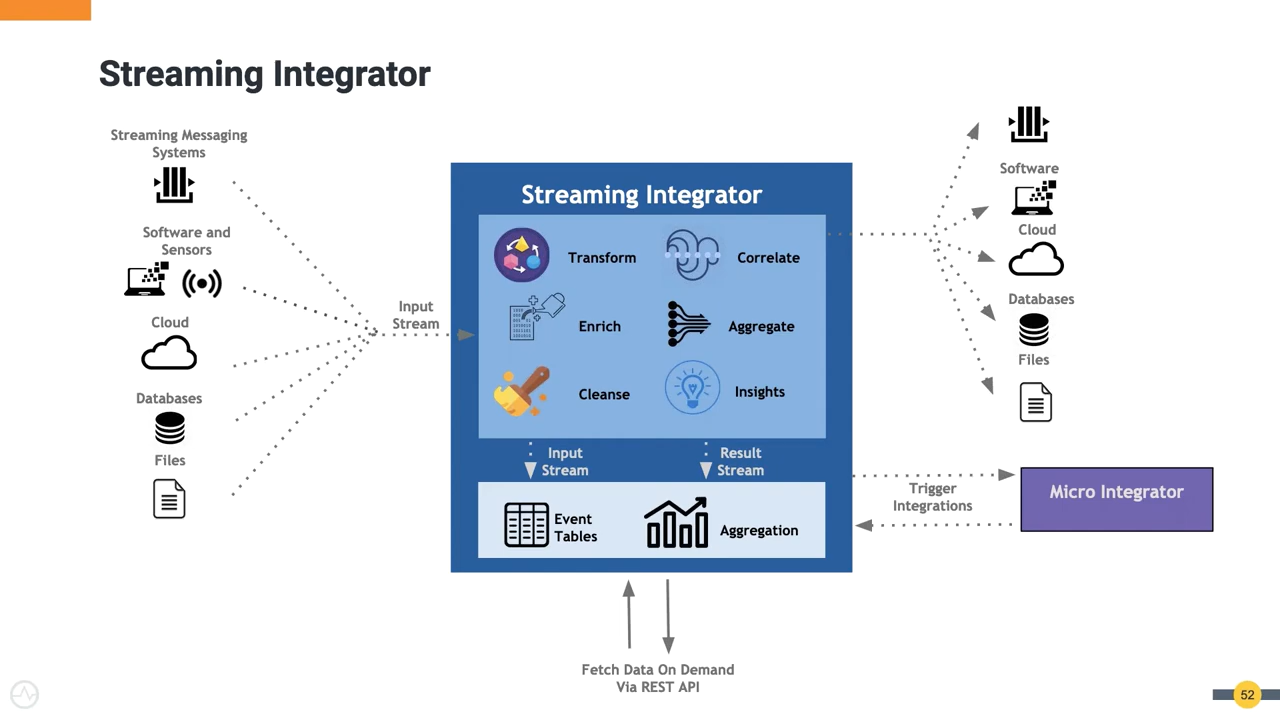 Streaming Integrator
Streaming Messaging
Systems
Software and
Sensors
Cloud
Databases
Files
Input
Stream
Streaming Integrator
Transform
Correlate
Enrich
Aggregate
Cleanse
Insights
Input
Stream
Result
Stream
Event
Tables
Aggregation
Fetch Data On Demand
Via REST API
Software
Cloud
Databases
Files
Trigger
Integrations
Micro Integrator
52